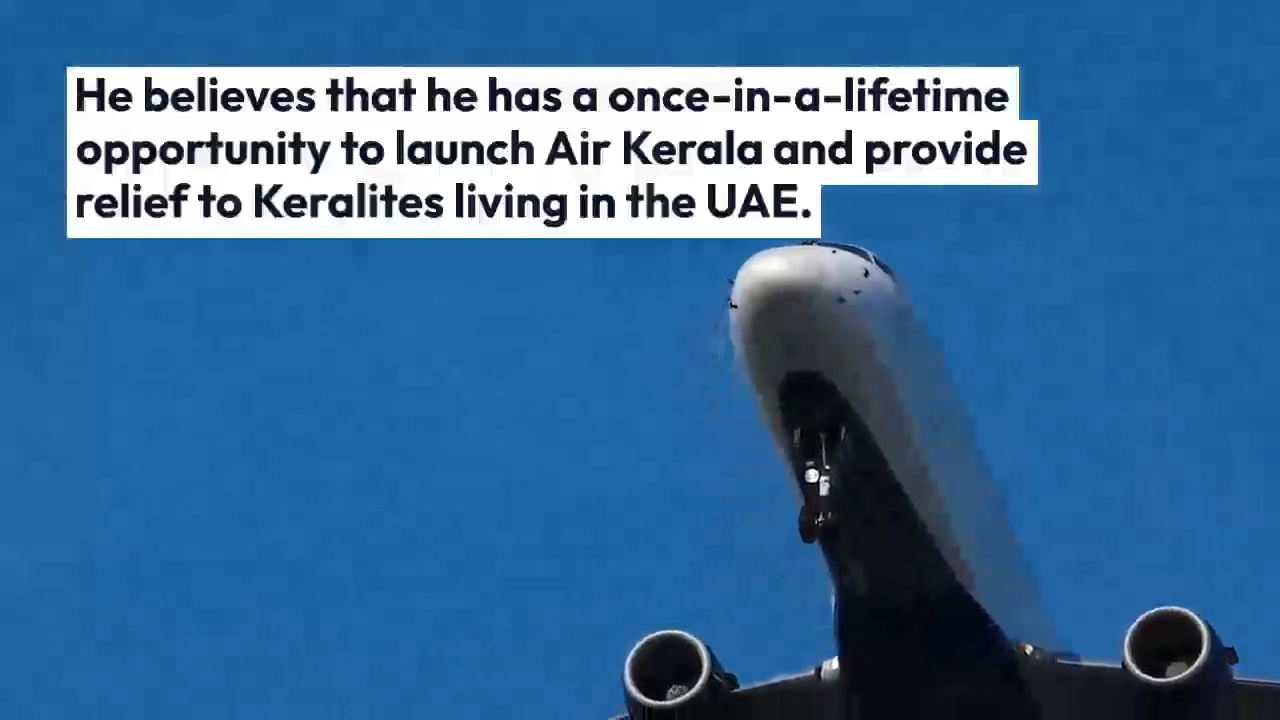 He believes that he has a once-in-a-lifetime
opportunity to launch Air Kerala and provide
relief to Keralites living in the UAE.